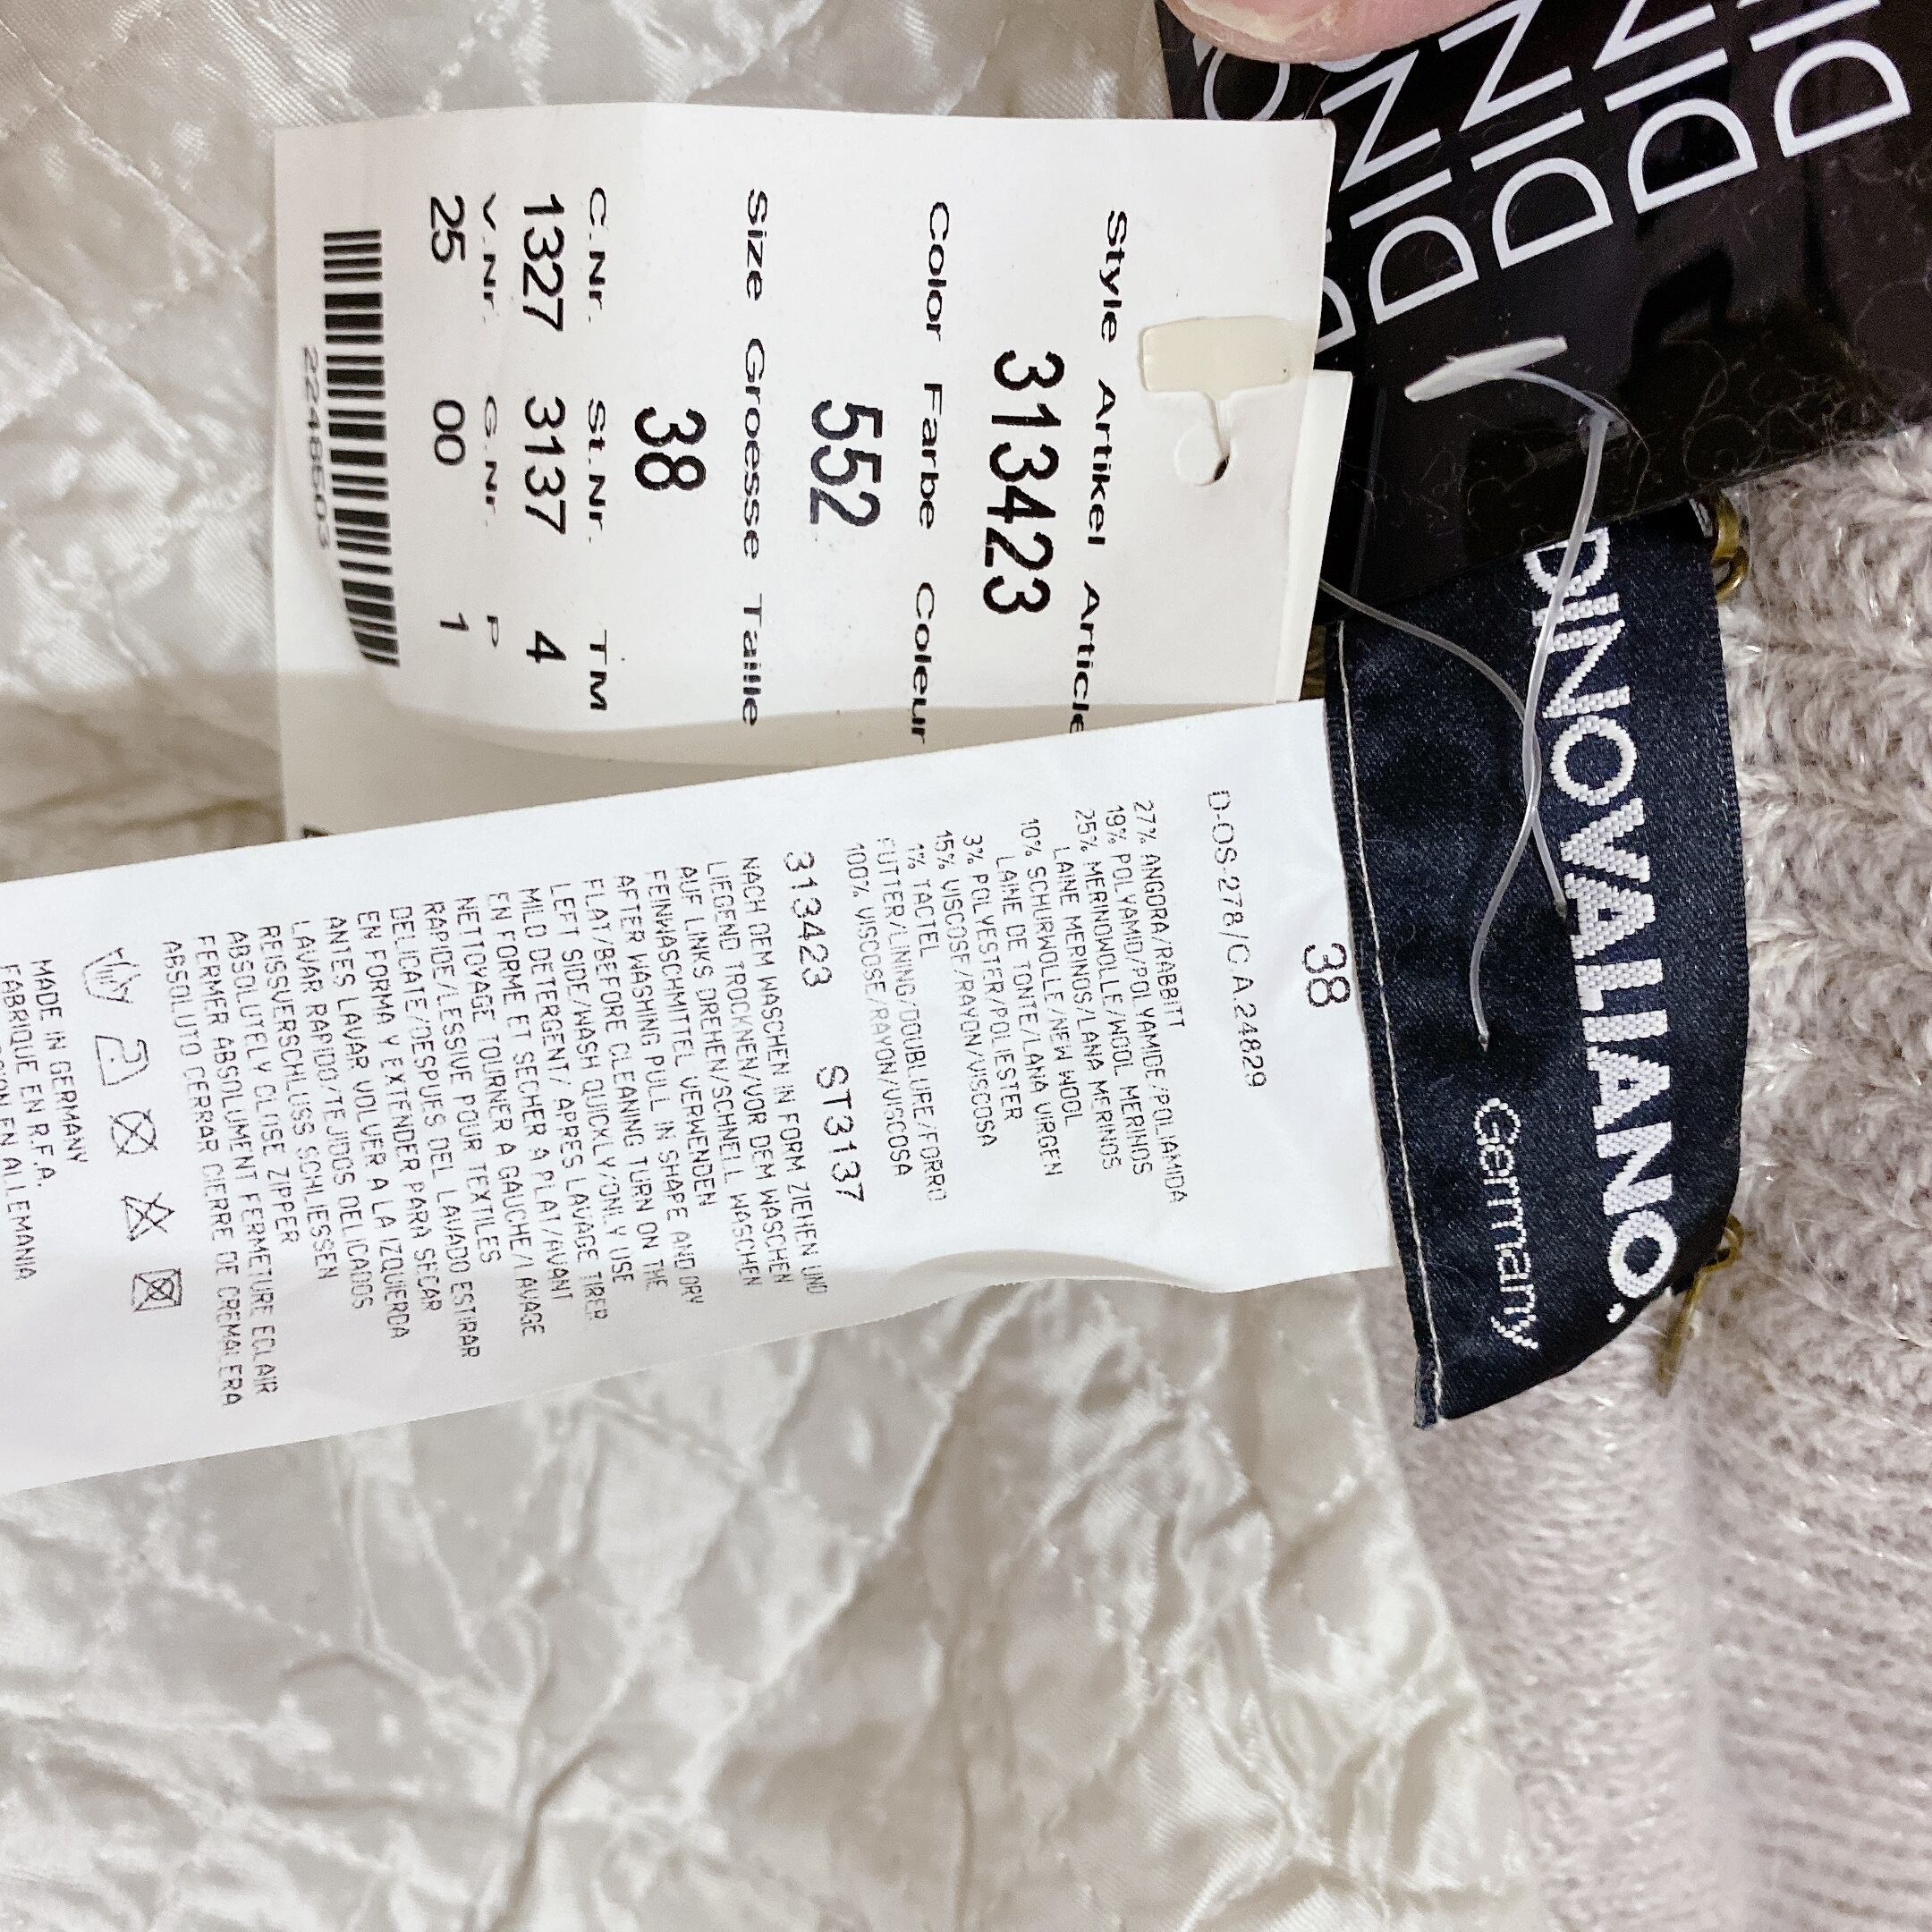 DINOVALIANO.
Germany
Style Artikel Article
313423
Color Farbe Coleur
552
Size Groesse Taille
38
C.Nr. St.Nr. TM
1327 3137 4
V.Nr. G.Nr. P
25 00 1
38
D-OS-278/C.A.24829
27% ANGORA/RABBITT
19% POLYAMID/POLYAMIDE/POLIAMIDA
25% MERINOWOLLE/WOOL MERINOS
LAINE MERINOS/LANA MERINOS
10% SCHURWOLLE/NEW WOOL
LAINE DE TONTE/LANA VIRGEN
3% POLYESTER/POLIESTER
15% VISCOSE/RAYON/VISCOSA
1% TACTEL
FUTTER/LINING/DOUBLURE/FORRO
100% VISCOSE/RAYON/VISCOSA
313423 ST3137
NACH DEM WASCHEN IN FORM ZIEHEN UND
LIEGEND TROCKNEN/VOR DEM WASCHEN
AUF LINKS DREHEN/SCHNELL WASCHEN
FEINWASCHMITTEL VERWENDEN
AFTER WASHING PULL IN SHAPE AND DRY
FLAT/BEFORE CLEANING TURN ON THE
LEFT SIDE/WASH QUICKLY/ONLY USE
MILD DETERGENT/ APRES LAVAGE TIRER
EN FORME ET SECHER A PLAT/AVANT
NETTOYAGE TOURNER A GAUCHE/LAVAGE
RAPIDE/LESSIVE POUR TEXTILES
DELICATE/DESPUES DEL LAVADO ESTIRAR
EN FORMA Y EXTENDER PARA SECAR
ANTES LAVAR VOLVER A LA IZQUIERDA
LAVAR RAPIDO/TEJIDOS DELICADOS
REISSVERSCHLUSS SCHLIESSEN
ABSOLUTELY CLOSE ZIPPER
FERMER ABSOLUMENT FERMETURE ECLAIR
ABSOLUTO CERRAR CIERRE DE CREMALERA
MADE IN GERMANY
FABRIQUE EN R.F.A.
EN ALLEMANIA